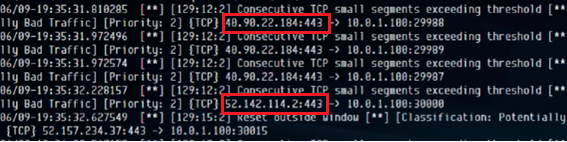 06/09-19:35:31.810285 [**] [129:12:2] Consecutive TCP small segments exceeding threshold [**
lly Bad Traffic] [Priority: 2] {TCP} 40.90.22.184:443 -> 10.0.1.100:29988
06/09-19:35:31.972496 [**] [129:12:2] Consecutive TCP small segments exceeding threshold [**
lly Bad Traffic] [Priority: 2] {TCP} 40.90.22.184:443 -> 10.0.1.100:29989
06/09-19:35:31.972574 [**] [129:12:2] Consecutive TCP small segments exceeding threshold [**
lly Bad Traffic] [Priority: 2] {TCP} 40.90.22.184:443 -> 10.0.1.100:29987
06/09-19:35:32.228157 [**] [129:12:2] Consecutive TCP small segments exceeding threshold [**
lly Bad Traffic] [Priority: 2] {TCP} 52.142.114.2:443 -> 10.0.1.100:30000
06/09-19:35:32.627549 [**] [129:15:2] Reset outside window [**] [Classification: Potentially
{TCP} 52.157.234.37:443 -> 10.0.1.100:30015